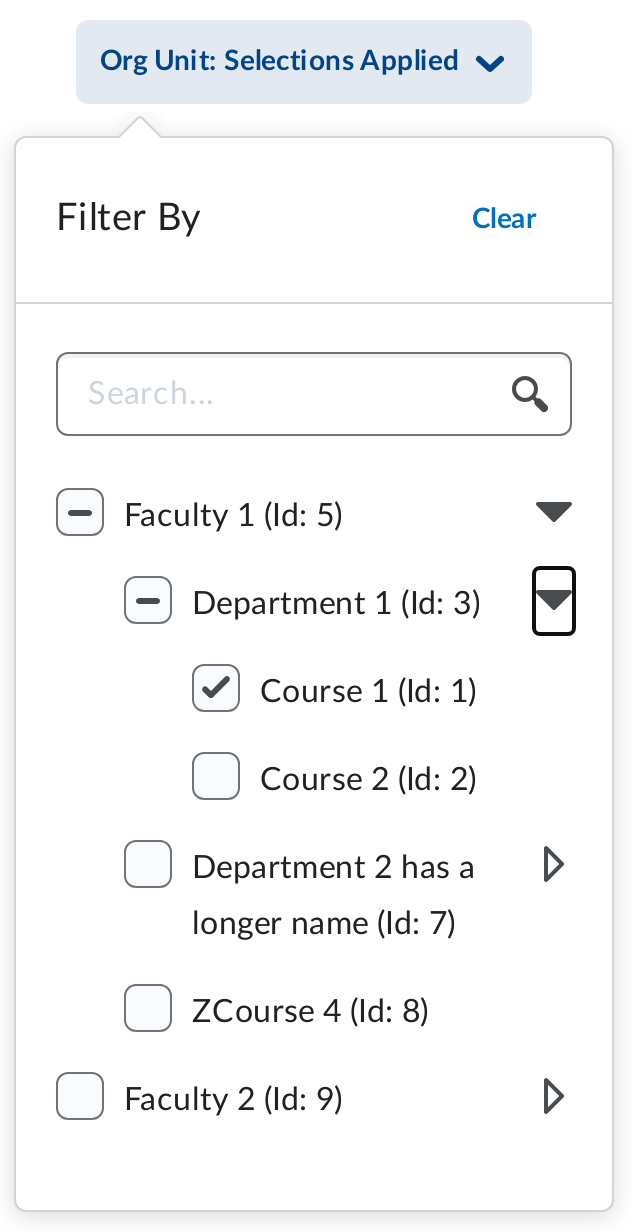 Org Unit: Selections Applied
Filter By
Clear
Search...
Faculty 1 (Id: 5)
Department 1 (Id: 3)
Course 1 (Id: 1)
Course 2 (Id: 2)
Department 2 has a
longer name (Id: 7)
ZCourse 4 (Id: 8)
Faculty 2 (Id: 9)